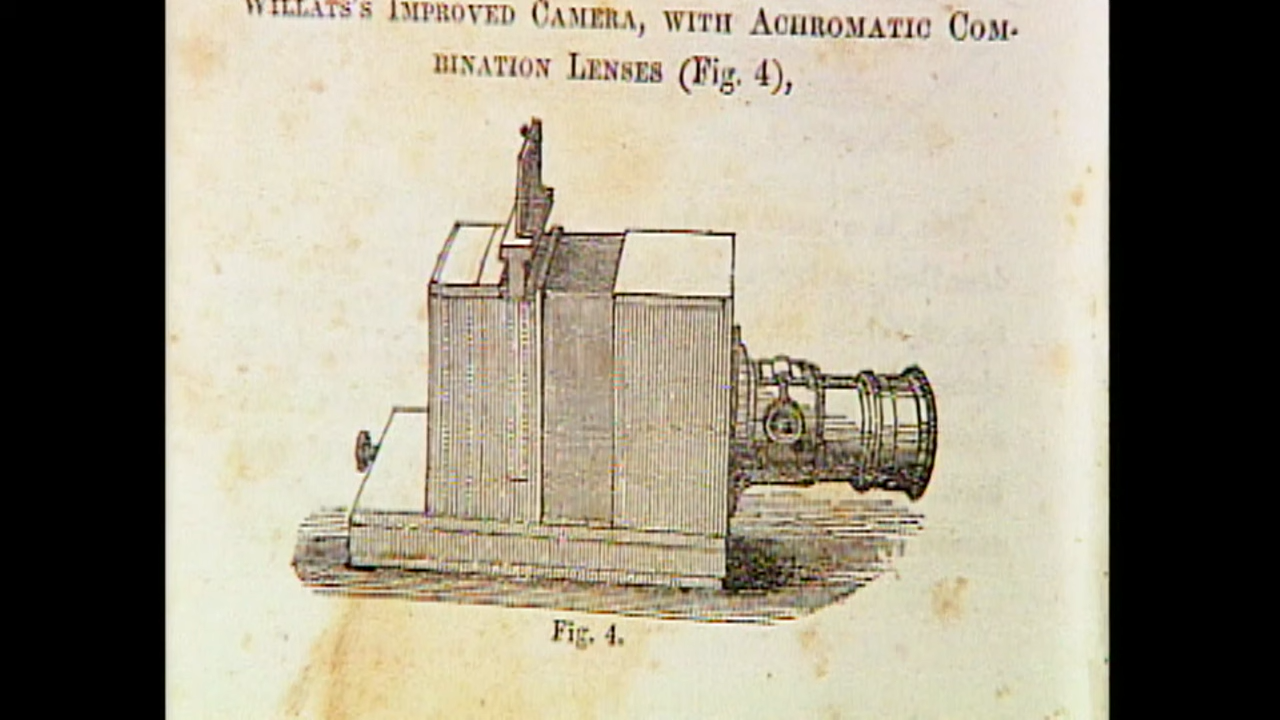 WILLATS'S IMPROVED CAMERA, WITH ACHROMATIC COM-
BINATION LENSES (Fig. 4),
Fig. 4.